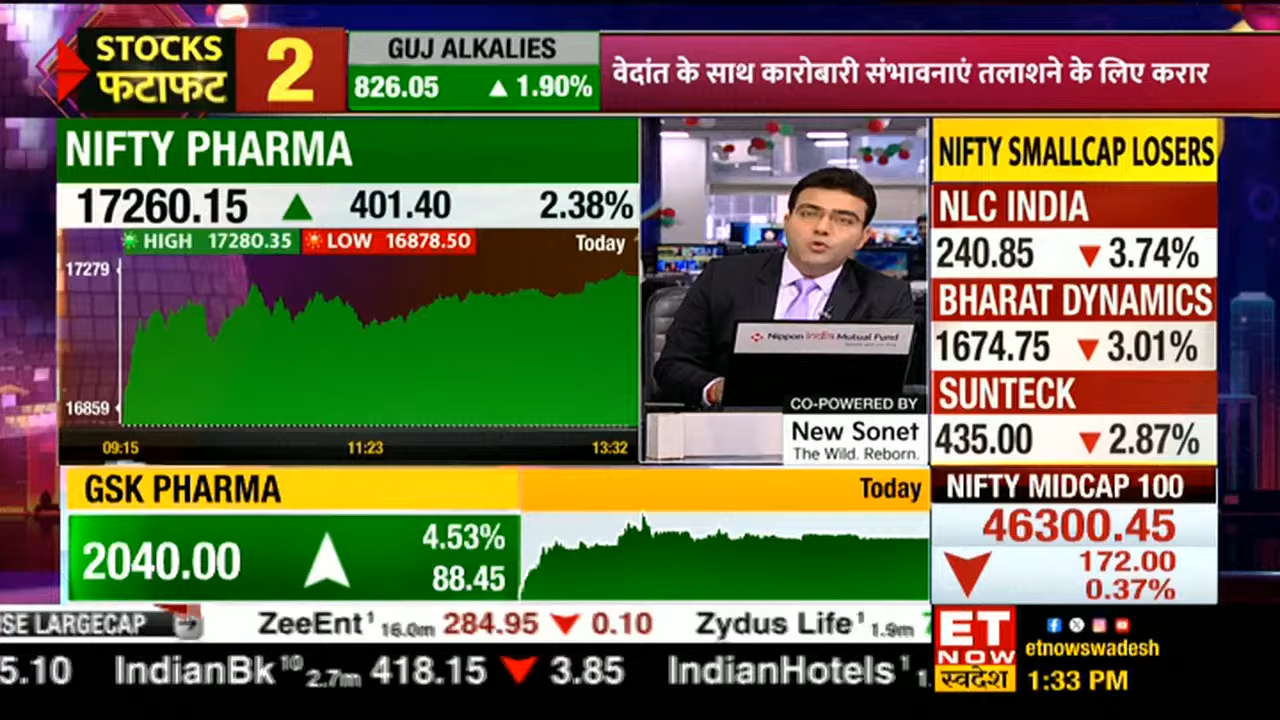 STOCKS
फटाफट
2
GUJ ALKALIES
826.05 ▲ 1.90%
वेदांत के साथ कारोबारी संभावनाएं तलाशने के लिए करार
NIFTY PHARMA
17260.15 ▲ 401.40 2.38%
HIGH 17280.35 LOW 16878.50 Today
17279
16859
09:15 11:23 13:32
Nippon India Mutual Fund
CO-POWERED BY
New Sonet
The Wild. Reborn.
NIFTY SMALLCAP LOSERS
NLC INDIA
240.85 ▼ 3.74%
BHARAT DYNAMICS
1674.75 ▼ 3.01%
SUNTECK
435.00 ▼ 2.87%
GSK PHARMA Today
2040.00 ▲ 4.53%
88.45
NIFTY MIDCAP 100
46300.45
▼ 172.00
0.37%
SE LARGECAP ZeeEnt¹ 16.0m 284.95 ▼ 0.10 Zydus Life¹ 1.9m
5.10 IndianBk¹⁰ 2.7m 418.15 ▼ 3.85 IndianHotels¹ 1.
ET
NOW
स्वदेश
etnowswadesh
1:33 PM